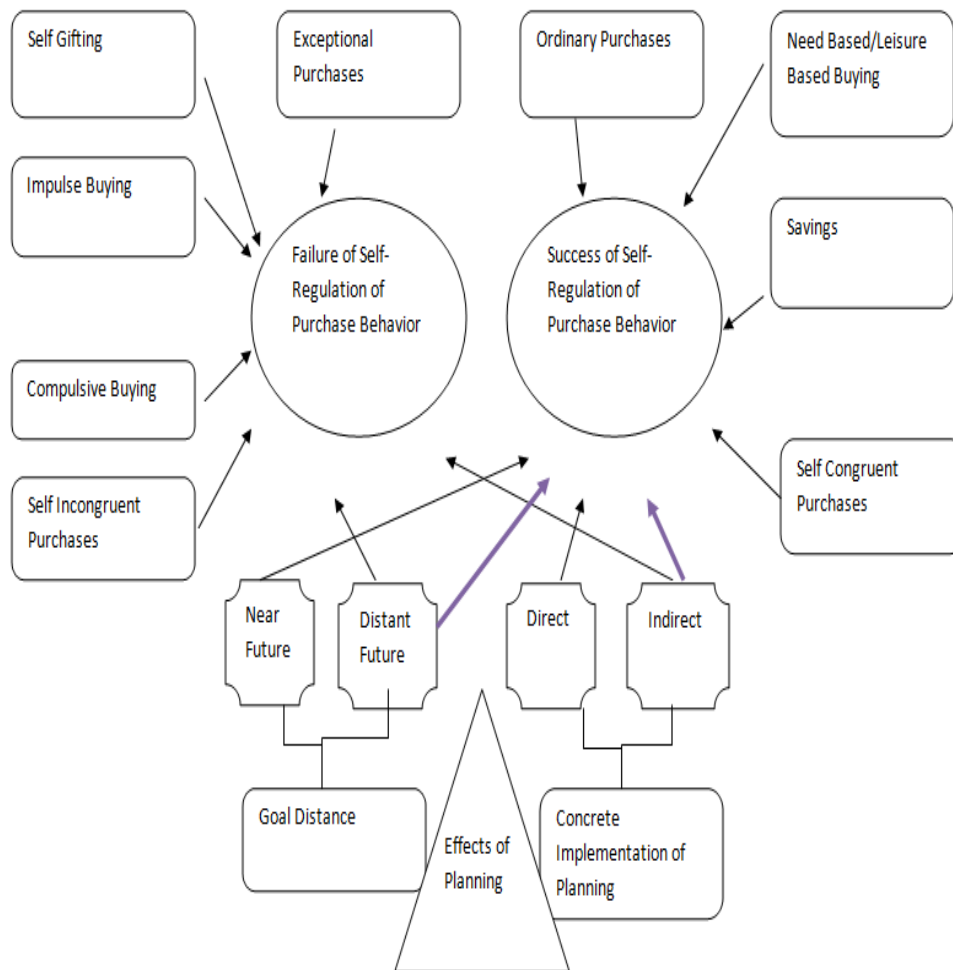 Self Gifting
Exceptional
Purchases
Ordinary Purchases
Need Based/Leisure
Based Buying
Impulse Buying
Savings
Failure of Self-
Regulation of
Purchase Behavior
Success of Self-
Regulation of
Purchase Behavior
Compulsive Buying
Self Incongruent
Purchases
Self Congruent
Purchases
Near
Future
Distant
Future
Direct
Indirect
Goal Distance
Effects of
Planning
Concrete
Implementation of
Planning